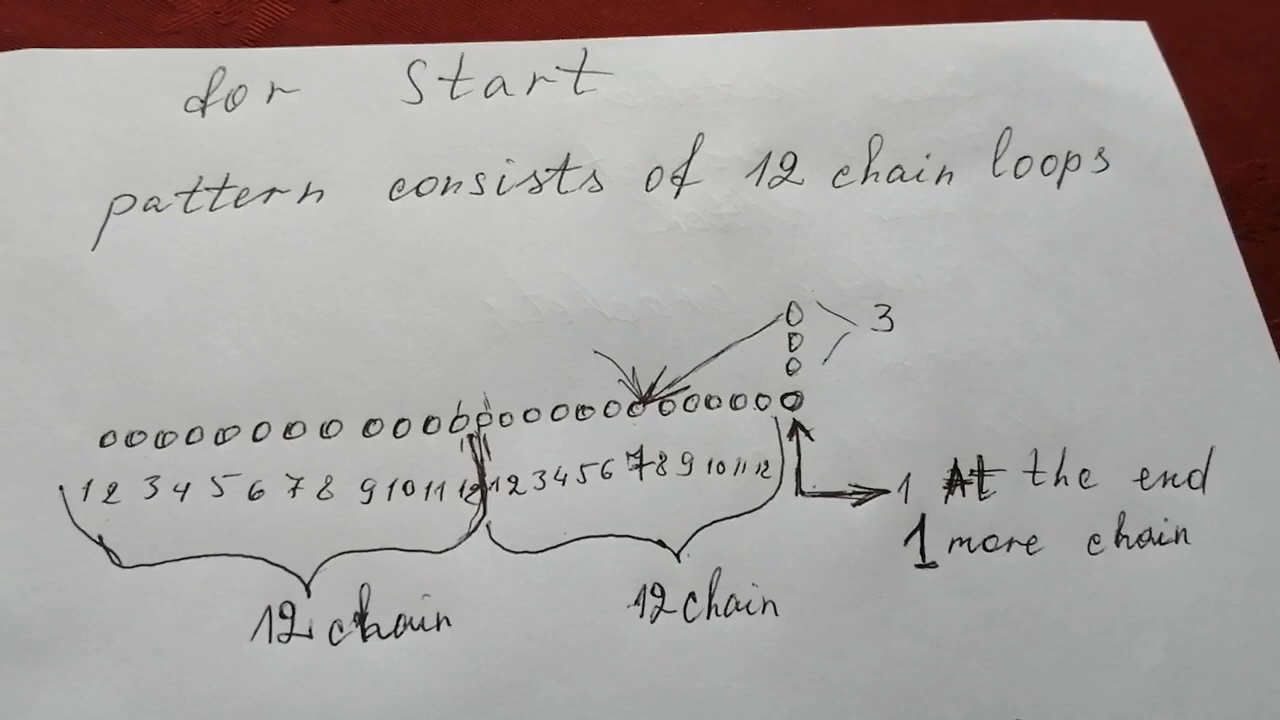 for Start
pattern consists of 12 chain loops
3
1 2 3 4 5 6 7 8 9 10 11 12 1 2 3 4 5 6 7 8 9 10 11 12
1 At the end
1 more chain
12 chain 12 chain